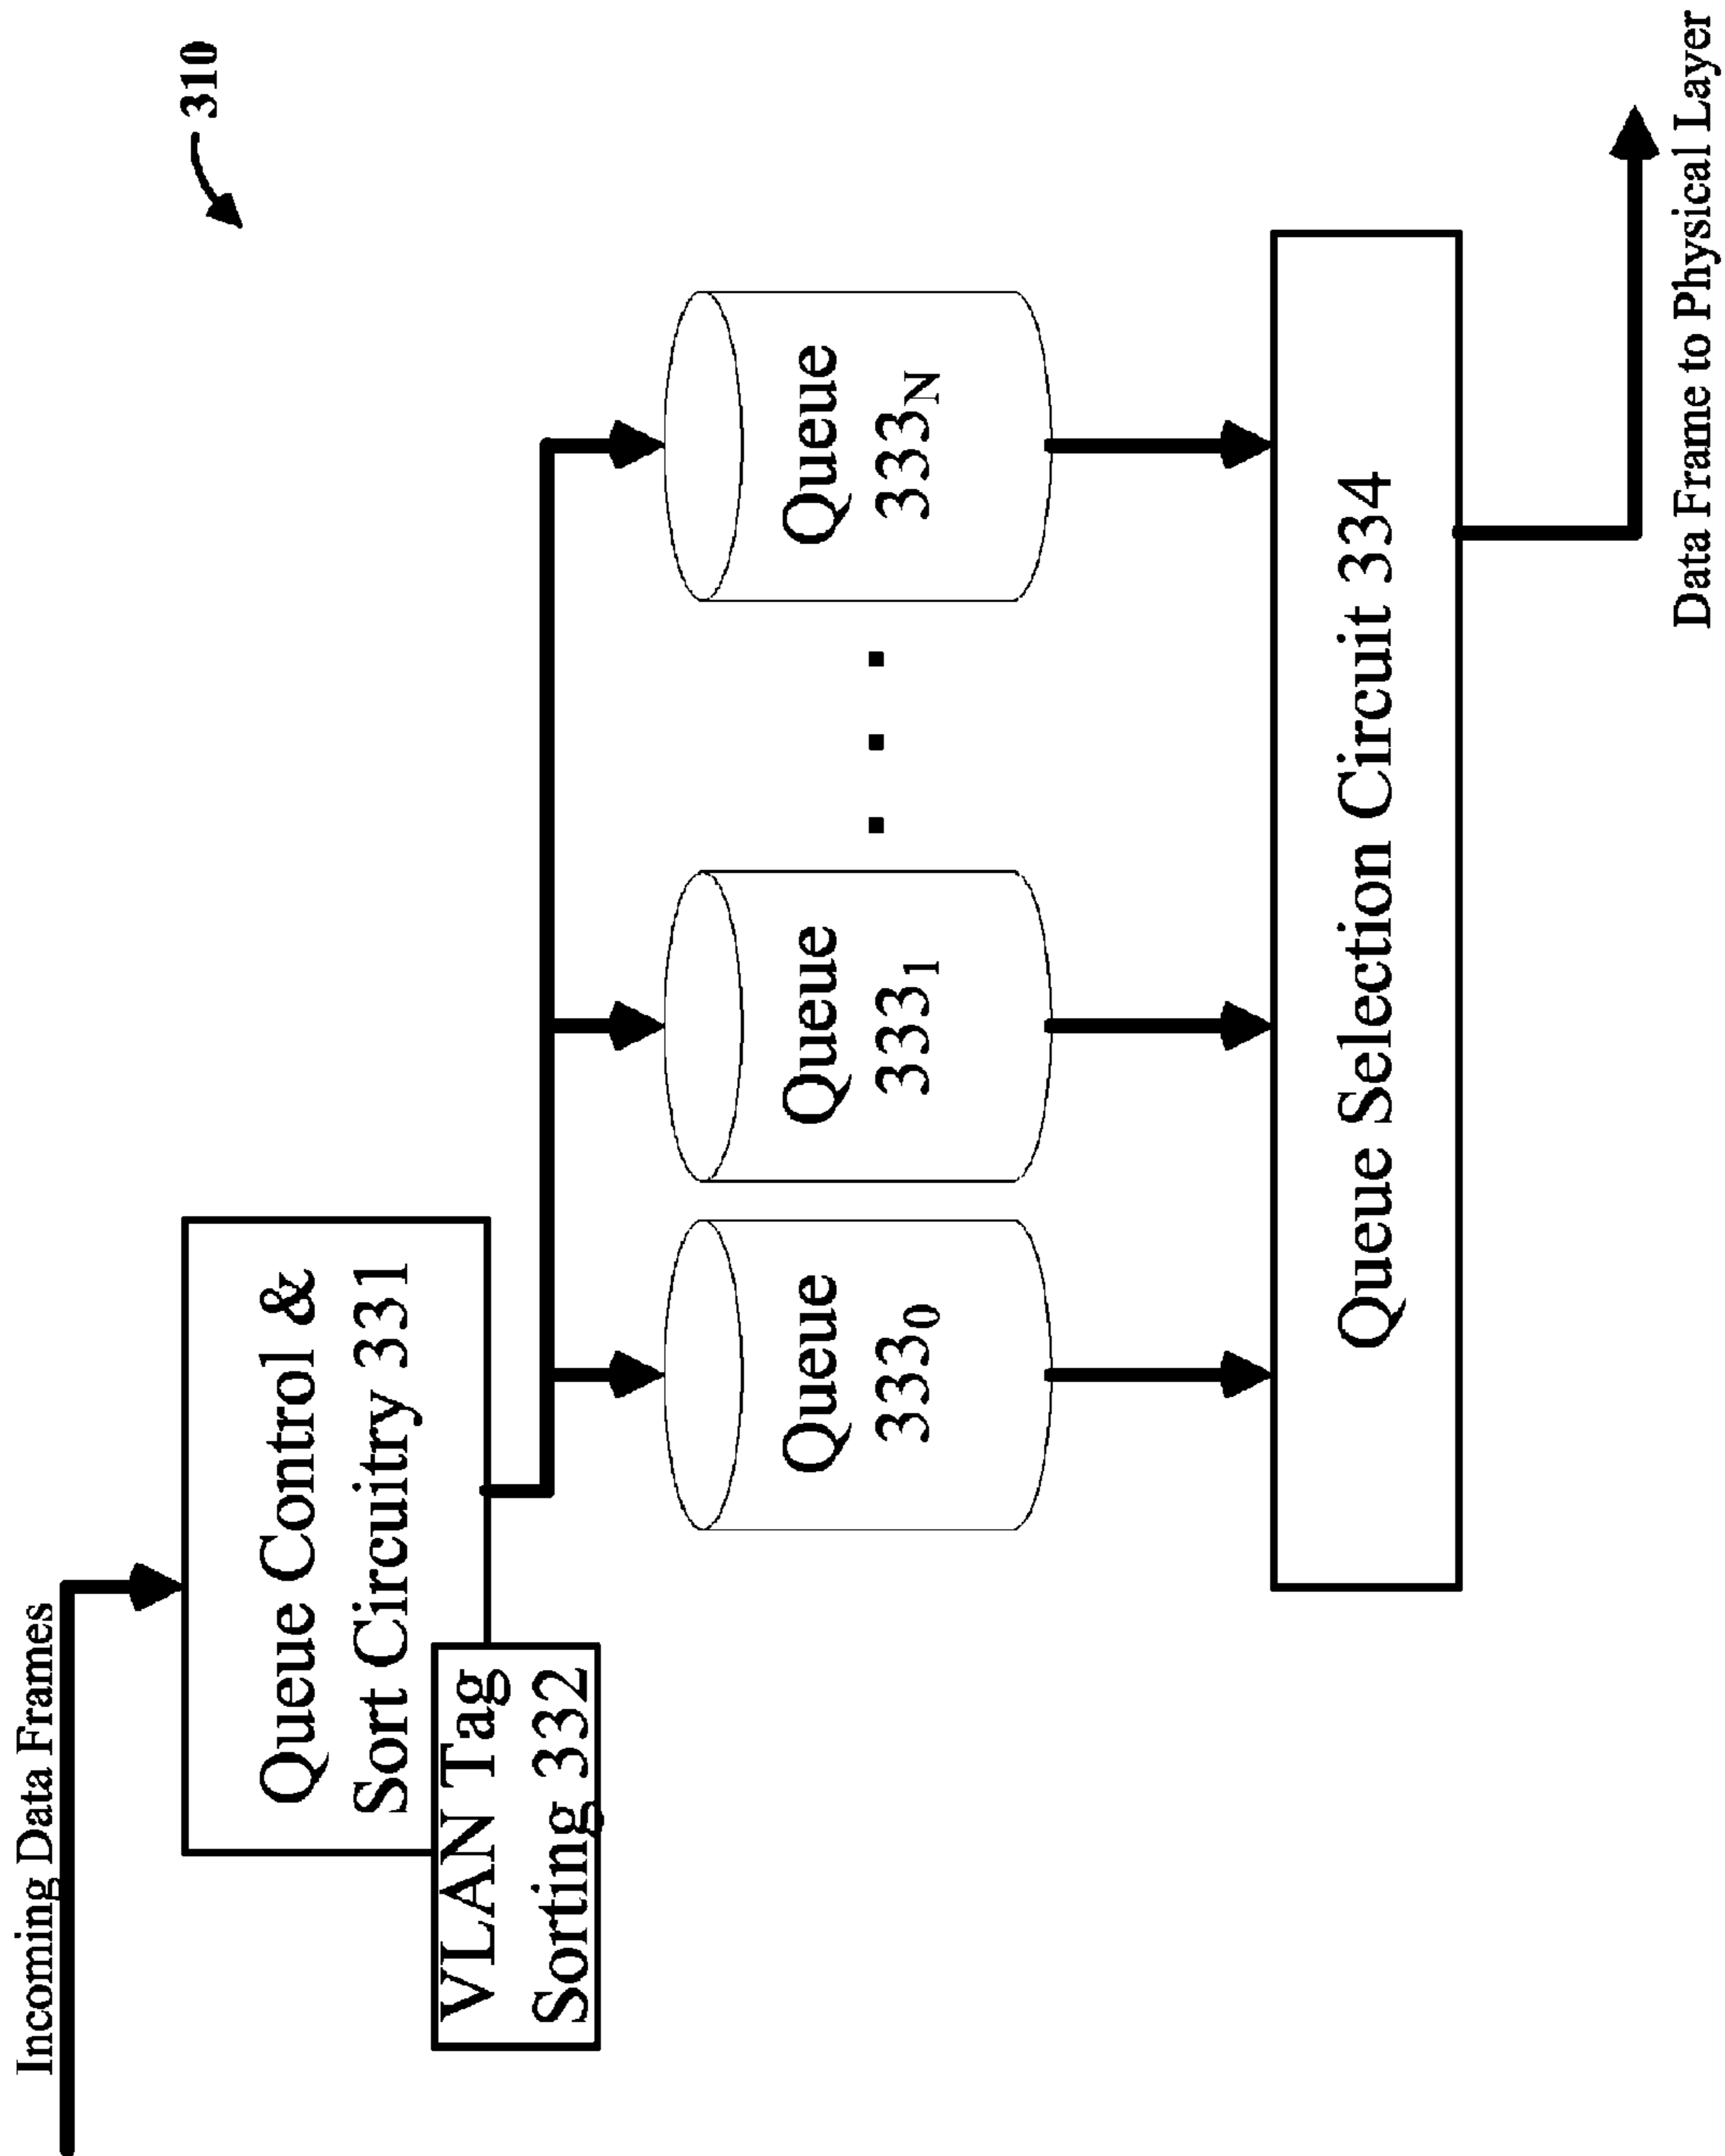 Incoming Data Frames
310
Queue Control &
Sort Circuitry 331
VLAN Tag
Sorting 332
Queue
333₀
Queue
333₁
. . .
Queue
333_N
Queue Selection Circuit 334
Data Frame to Physical Layer